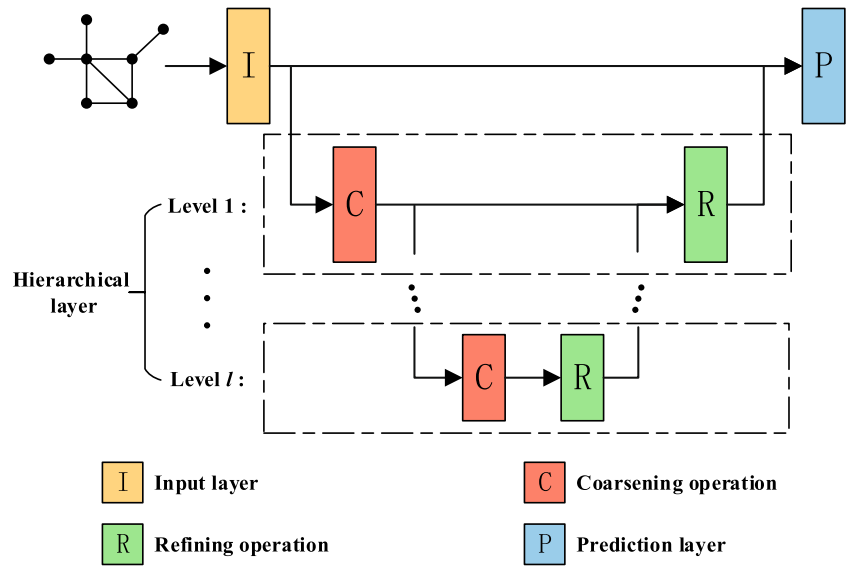 I
P
C
R
Level 1 :
Hierarchical
layer
C
R
Level l :
I Input layer
C Coarsening operation
R Refining operation
P Prediction layer